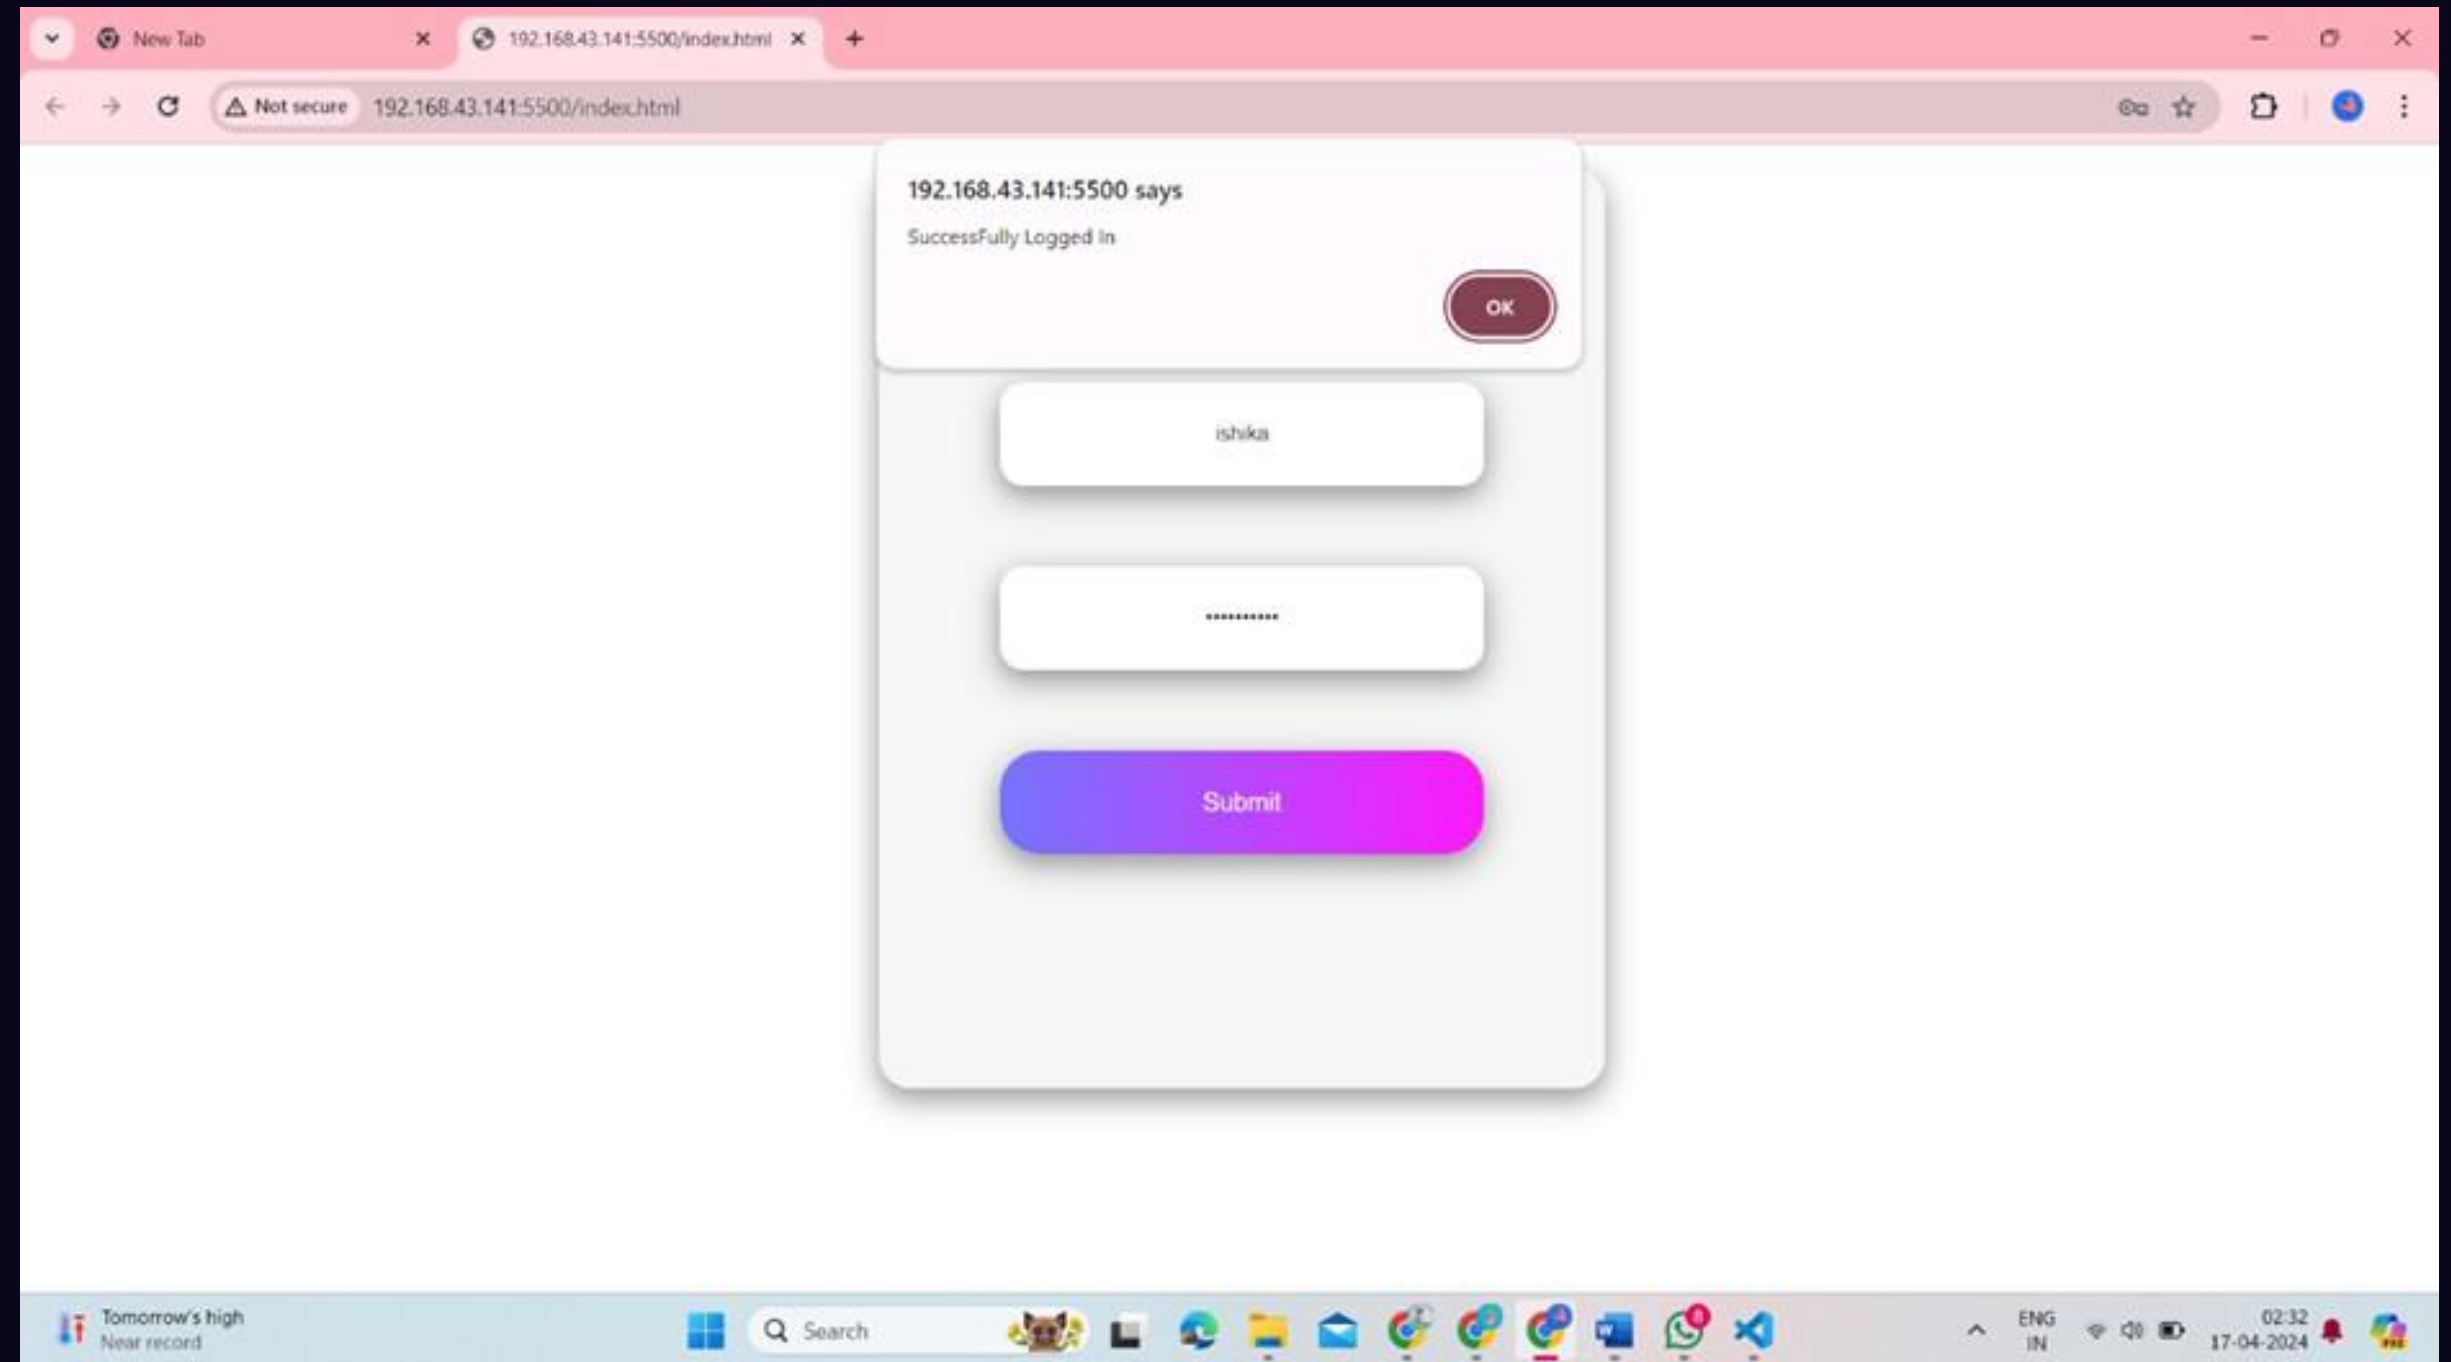 New Tab
192.168.43.141:5500/index.html
Not secure
192.168.43.141:5500/index.html
192.168.43.141:5500 says
SuccessFully Logged In
OK
ishika
••••••••••
Submit
Tomorrow's high
Near record
Search
ENG
IN
02:32
17-04-2024